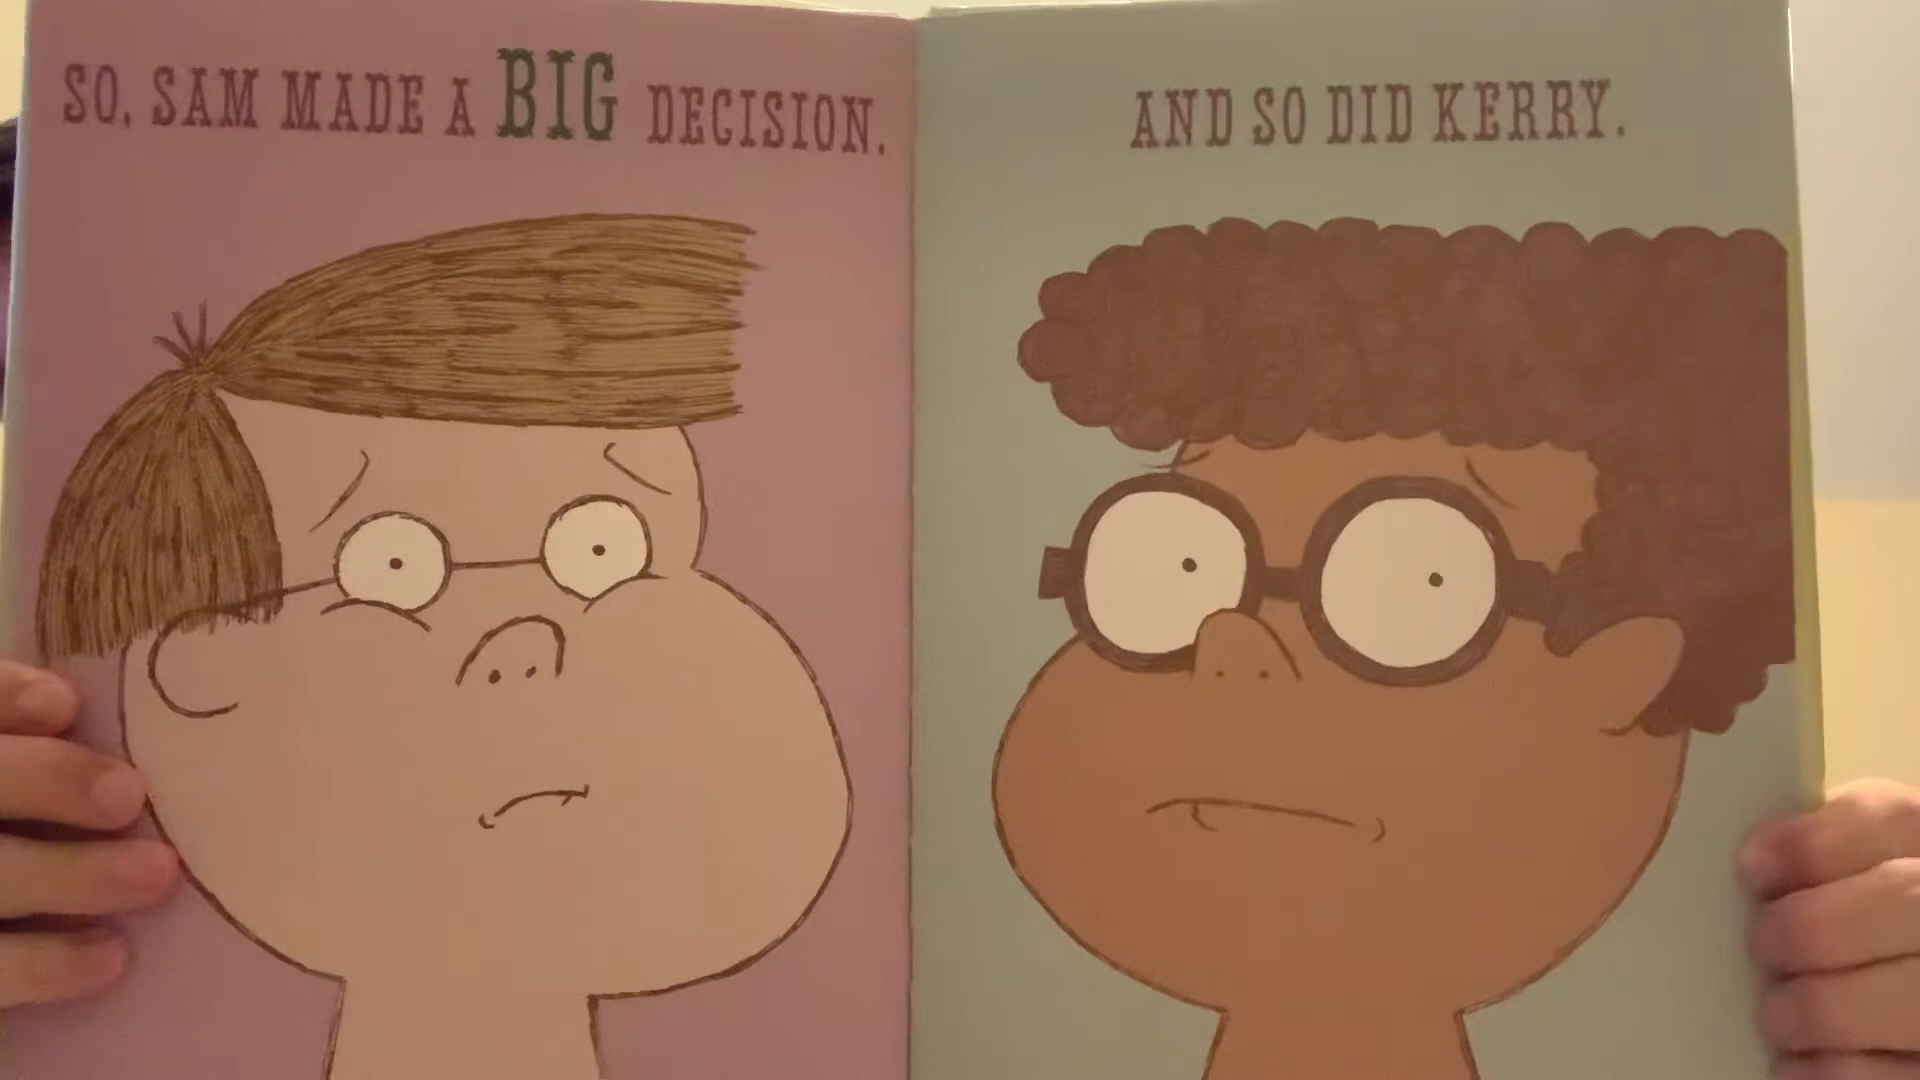 SO, SAM MADE A BIG DECISION.
AND SO DID KERRY.